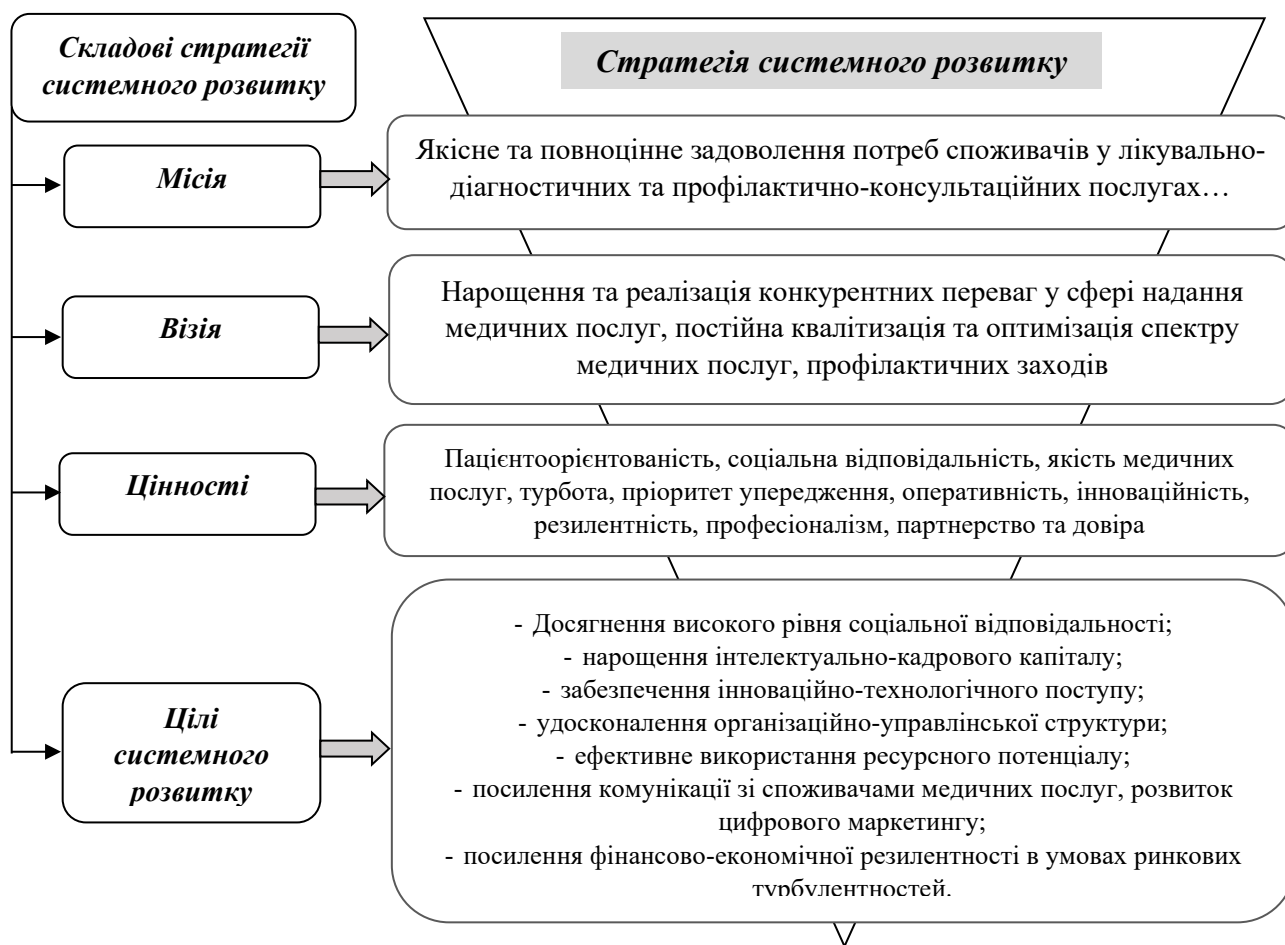 Складові стратегії
системного розвитку
Стратегія системного розвитку
Місія
Якісне та повноцінне задоволення потреб споживачів у лікувально-
діагностичних та профілактично-консультаційних послугах…
Візія
Нарощення та реалізація конкурентних переваг у сфері надання
медичних послуг, постійна квалітизація та оптимізація спектру
медичних послуг, профілактичних заходів
Цінності
Пацієнтоорієнтованість, соціальна відповідальність, якість медичних
послуг, турбота, пріоритет упередження, оперативність, інноваційність,
резилентність, професіоналізм, партнерство та довіра
Цілі
системного
розвитку
- Досягнення високого рівня соціальної відповідальності;
- нарощення інтелектуально-кадрового капіталу;
- забезпечення інноваційно-технологічного поступу;
- удосконалення організаційно-управлінської структури;
- ефективне використання ресурсного потенціалу;
- посилення комунікації зі споживачами медичних послуг, розвиток
цифрового маркетингу;
- посилення фінансово-економічної резилентності в умовах ринкових
турбулентностей.